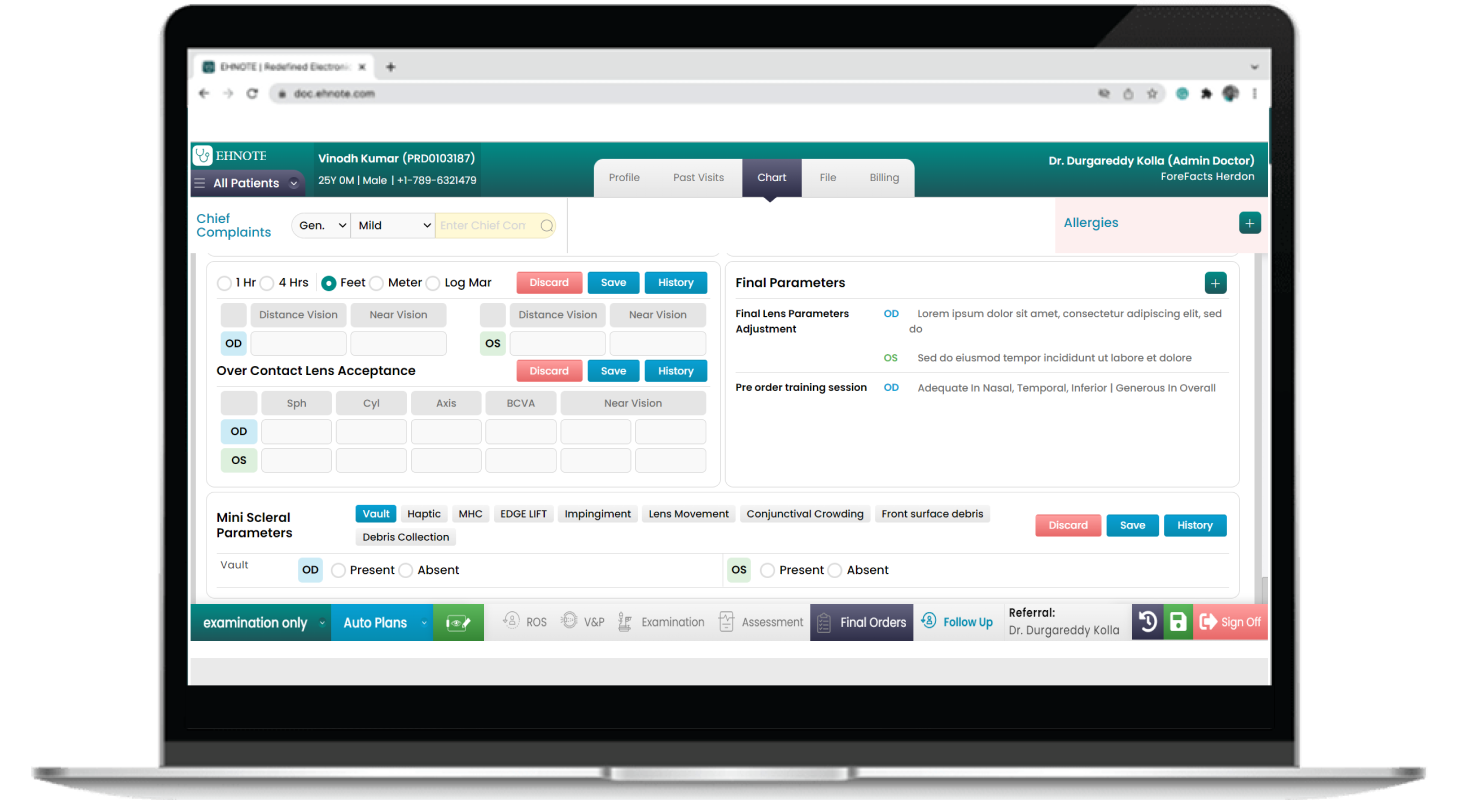 EHNOTE | Redefined Electronic
doc.ehnote.com
EHNOTE
All Patients
Vinodh Kumar (PRD0103187)
25Y 0M | Male | +1-789-6321479
Profile Past Visits Chart File Billing
Dr. Durgareddy Kolla (Admin Doctor)
ForeFacts Herdon
Chief
Complaints
Gen. Mild Enter Chief Com
Allergies +
1 Hr 4 Hrs Feet Meter Log Mar Discard Save History
Distance Vision Near Vision Distance Vision Near Vision
OD OS
Over Contact Lens Acceptance Discard Save History
Sph Cyl Axis BCVA Near Vision
OD
OS
Final Parameters +
Final Lens Parameters
Adjustment
OD Lorem ipsum dolor sit amet, consectetur adipiscing elit, sed
do
OS Sed do eiusmod tempor incididunt ut labore et dolore
Pre order training session OD Adequate In Nasal, Temporal, Inferior | Generous In Overall
Mini Scleral
Parameters
Vault Haptic MHC EDGE LIFT Impingiment Lens Movement Conjunctival Crowding Front surface debris
Debris Collection
Discard Save History
Vault OD Present Absent OS Present Absent
examination only Auto Plans ROS V&P Examination Assessment Final Orders Follow Up
Referral:
Dr. Durgareddy Kolla
Sign Off